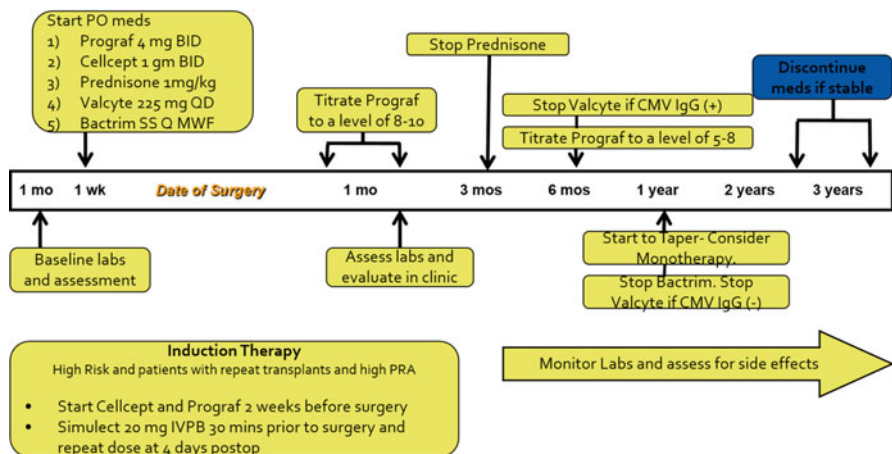 Start PO meds
1) Prograf 4 mg BID
2) Cellcept 1 gm BID
3) Prednisone 1mg/kg
4) Valcyte 225 mg QD
5) Bactrim SS Q MWF
Stop Prednisone
Titrate Prograf
to a level of 8-10
Stop Valcyte if CMV IgG (+)
Titrate Prograf to a level of 5-8
Discontinue
meds if stable
1 mo 1 wk Date of Surgery 1 mo 3 mos 6 mos 1 year 2 years 3 years
Baseline labs
and assessment
Assess labs and
evaluate in clinic
Start to Taper- Consider
Monotherapy.
Stop Bactrim. Stop
Valcyte if CMV IgG (-)
Induction Therapy
High Risk and patients with repeat transplants and high PRA
• Start Cellcept and Prograf 2 weeks before surgery
• Simulect 20 mg IVPB 30 mins prior to surgery and
repeat dose at 4 days postop
Monitor Labs and assess for side effects